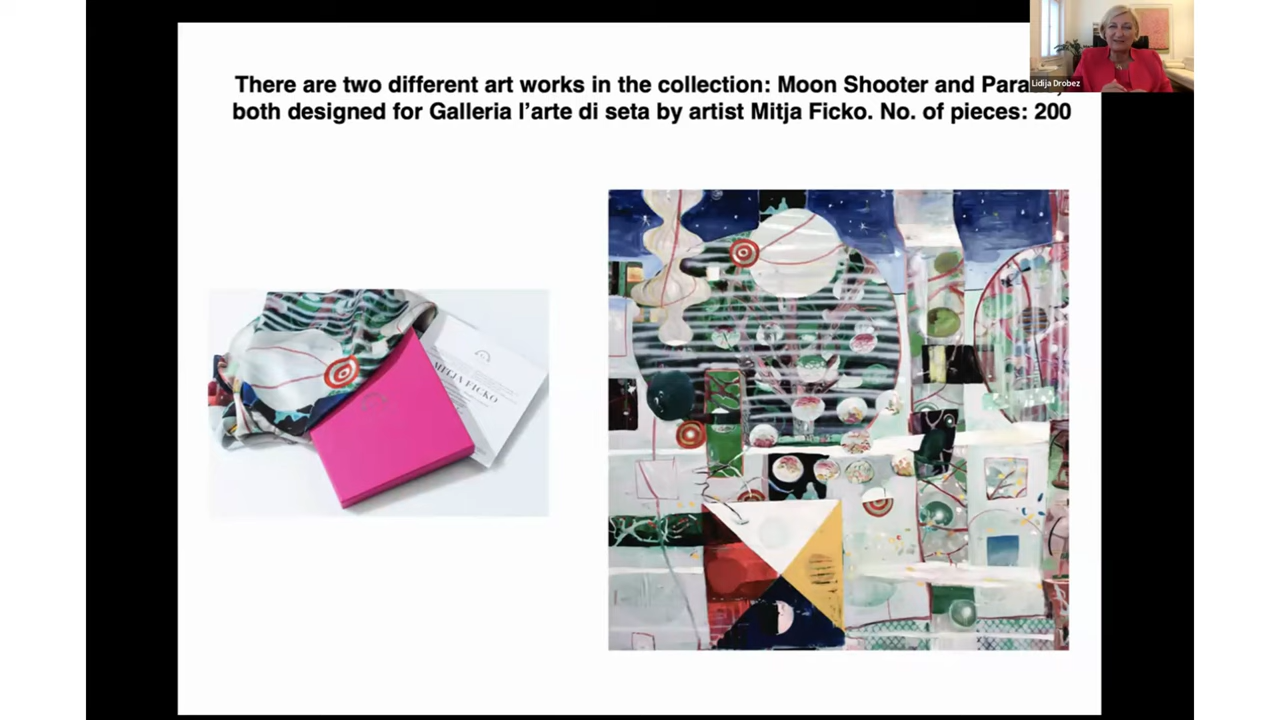 There are two different art works in the collection: Moon Shooter and
both designed for Galleria l'arte di seta by artist Mitja Ficko. No. of pieces: 200
Lidija Drobez
MITJA FICKO